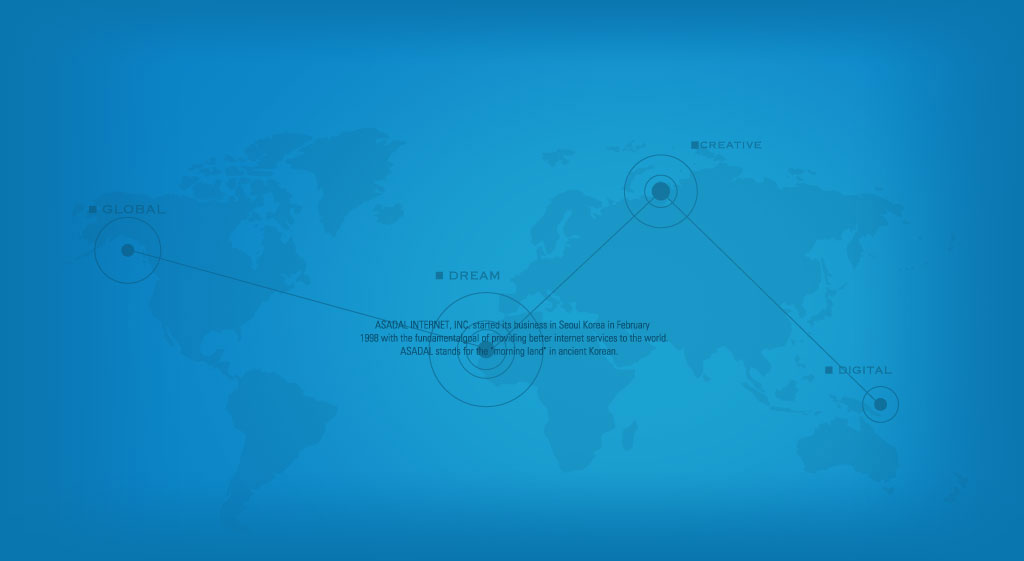 CREATIVE
GLOBAL
DREAM
ASADAL INTERNET, INC. started its business in Seoul Korea in February
1998 with the fundamentalgoal of providing better internet services to the world.
ASADAL stands for the "morning land" in ancient Korean.
DIGITAL